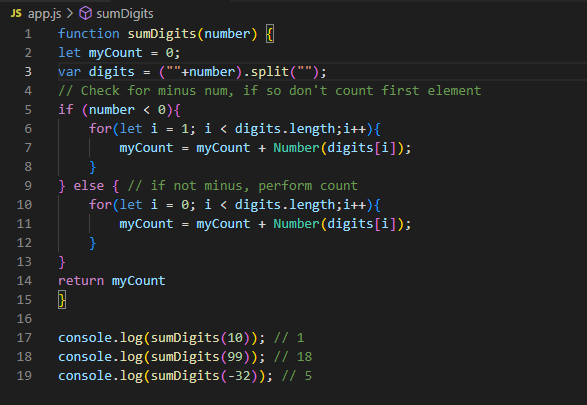 JS app.js > sumDigits
1 function sumDigits(number) {
2 let myCount = 0;
3 var digits = (""+number).split("");
4 // Check for minus num, if so don't count first element
5 if (number < 0){
6     for(let i = 1; i < digits.length;i++){
7         myCount = myCount + Number(digits[i]);
8     }
9 } else { // if not minus, perform count
10     for(let i = 0; i < digits.length;i++){
11         myCount = myCount + Number(digits[i]);
12     }
13 }
14 return myCount
15 }
16
17 console.log(sumDigits(10)); // 1
18 console.log(sumDigits(99)); // 18
19 console.log(sumDigits(-32)); // 5